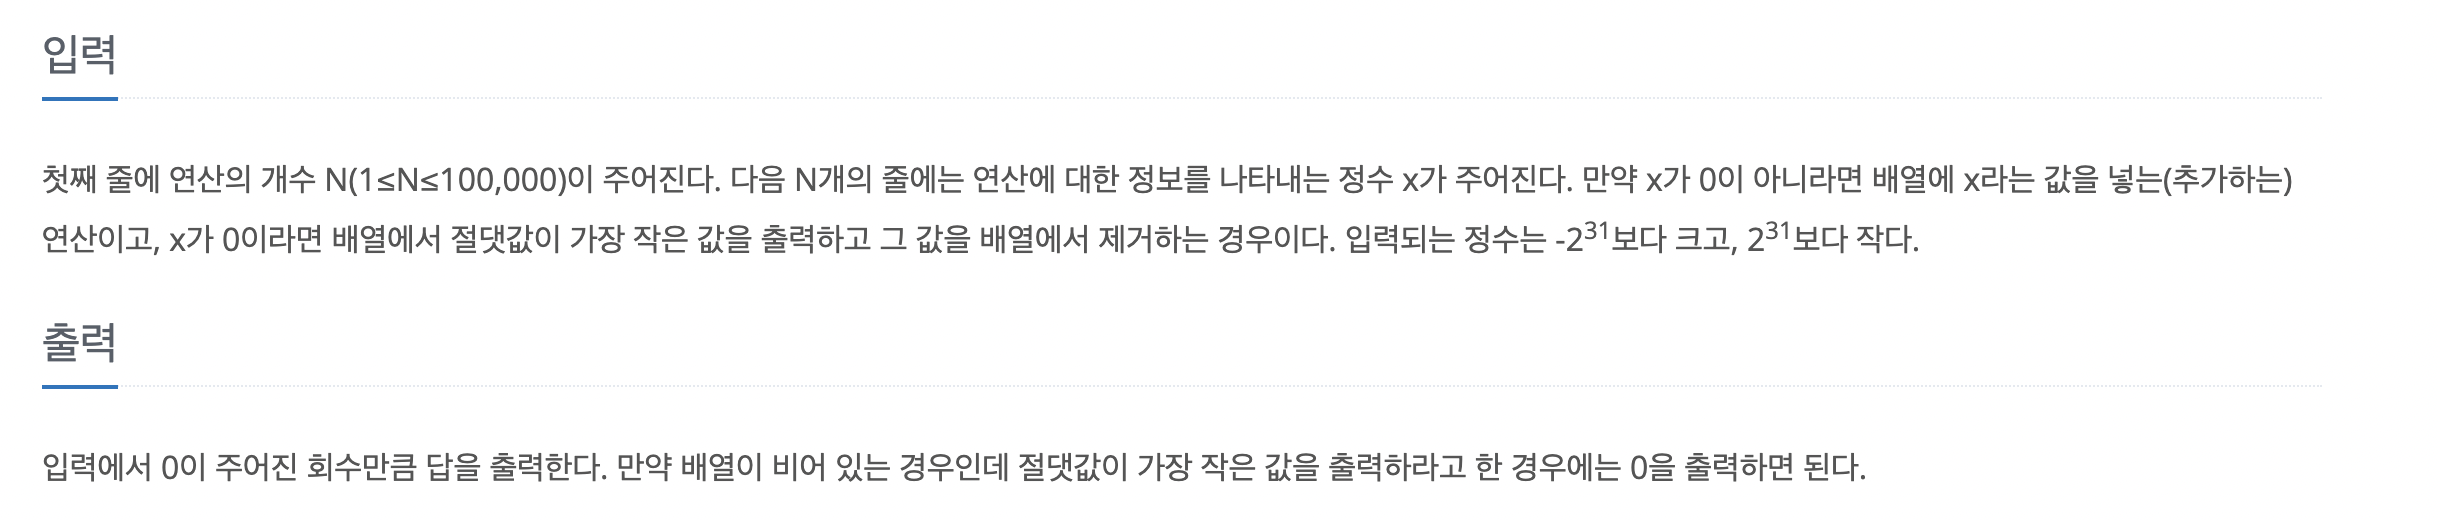 입력
첫째 줄에 연산의 개수 N(1≤N≤100,000)이 주어진다. 다음 N개의 줄에는 연산에 대한 정보를 나타내는 정수 x가 주어진다. 만약 x가 0이 아니라면 배열에 x라는 값을 넣는(추가하는)
연산이고, x가 0이라면 배열에서 절댓값이 가장 작은 값을 출력하고 그 값을 배열에서 제거하는 경우이다. 입력되는 정수는 -2³¹보다 크고, 2³¹보다 작다.
출력
입력에서 0이 주어진 회수만큼 답을 출력한다. 만약 배열이 비어 있는 경우인데 절댓값이 가장 작은 값을 출력하라고 한 경우에는 0을 출력하면 된다.